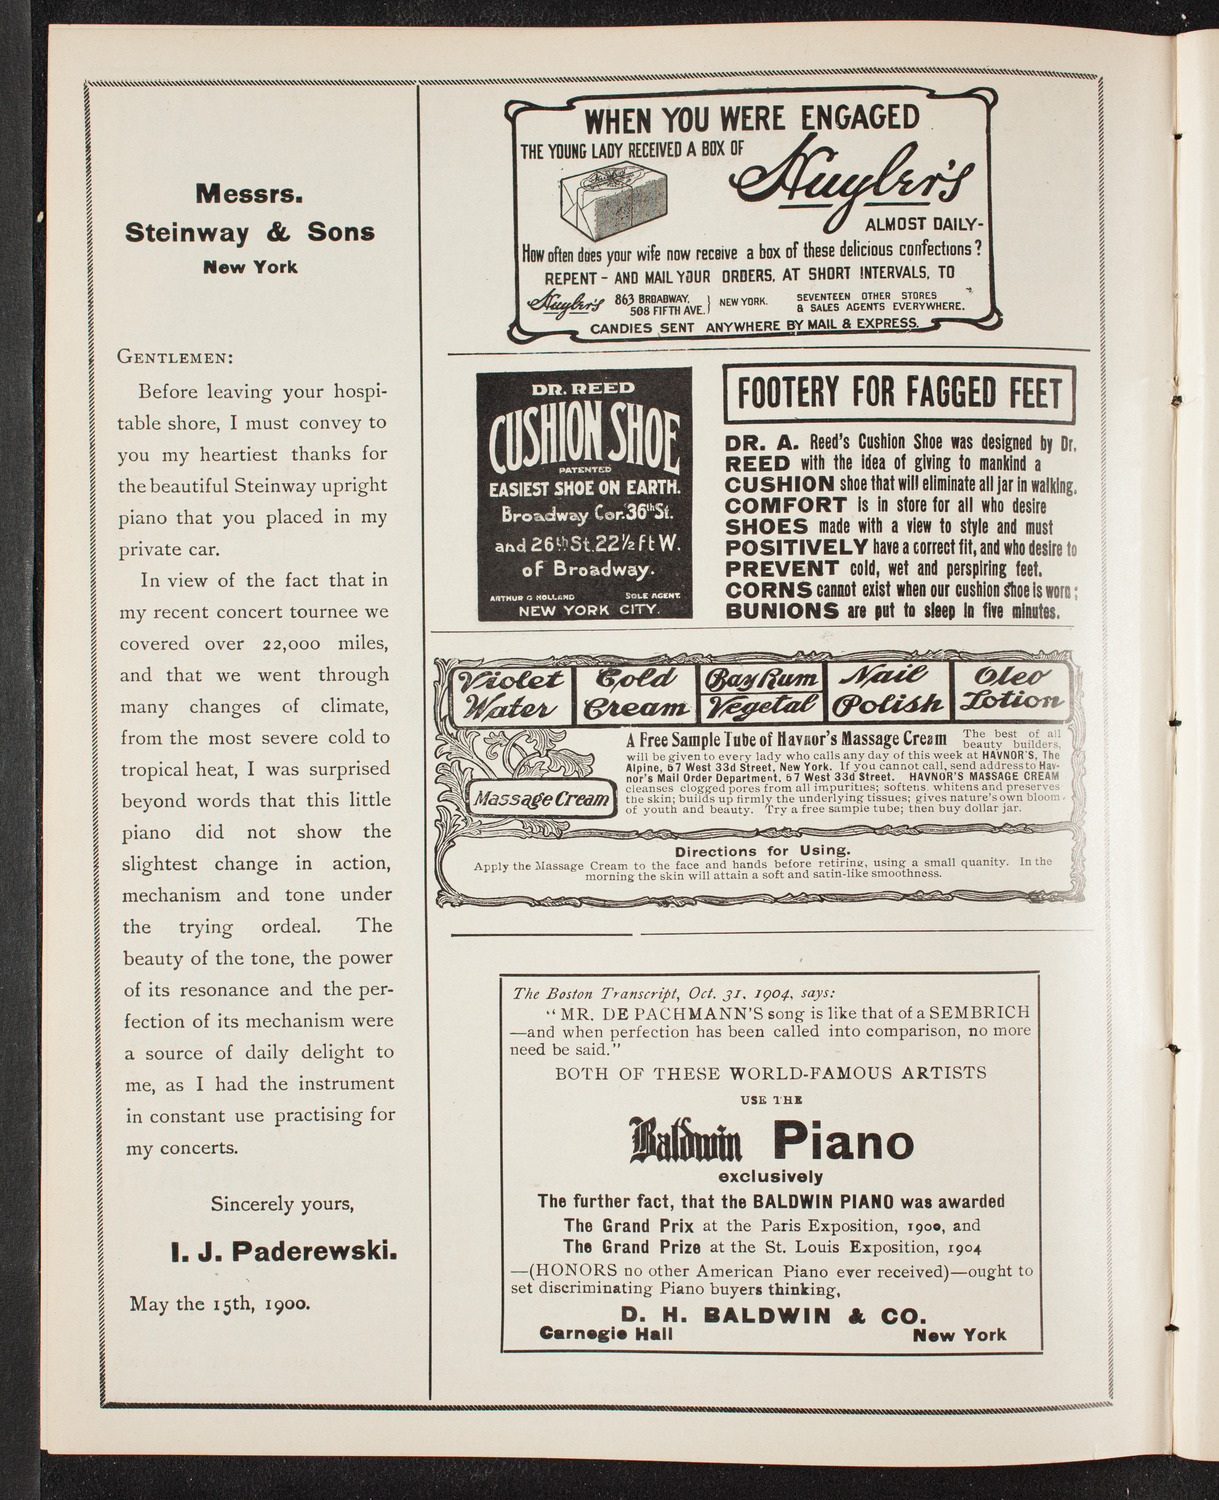 Messrs.
Steinway & Sons
New York
GENTLEMEN:
Before leaving your hospi-
table shore, I must convey to
you my heartiest thanks for
the beautiful Steinway upright
piano that you placed in my
private car.
In view of the fact that in
my recent concert tournee we
covered over 22,000 miles,
and that we went through
many changes of climate,
from the most severe cold to
tropical heat, I was surprised
beyond words that this little
piano did not show the
slightest change in action,
mechanism and tone under
the trying ordeal. The
beauty of the tone, the power
of its resonance and the per-
fection of its mechanism were
a source of daily delight to
me, as I had the instrument
in constant use practising for
my concerts.
Sincerely yours,
I. J. Paderewski.
May the 15th, 1900.
WHEN YOU WERE ENGAGED
THE YOUNG LADY RECEIVED A BOX OF
Huyler's
ALMOST DAILY-
How often does your wife now receive a box of these delicious confections?
REPENT - AND MAIL YOUR ORDERS, AT SHORT INTERVALS, TO
Huyler's 863 BROADWAY, 508 FIFTH AVE. } NEW YORK. SEVENTEEN OTHER STORES & SALES AGENTS EVERYWHERE.
CANDIES SENT ANYWHERE BY MAIL & EXPRESS.
DR. REED
CUSHION SHOE
PATENTED
EASIEST SHOE ON EARTH.
Broadway Cor. 36th St.
and 26th St. 22½ ft W.
of Broadway.
ARTHUR G HOLLAND SOLE AGENT.
NEW YORK CITY.
FOOTERY FOR FAGGED FEET
DR. A. Reed's Cushion Shoe was designed by Dr.
REED with the idea of giving to mankind a
CUSHION shoe that will eliminate all jar in walking.
COMFORT is in store for all who desire
SHOES made with a view to style and must
POSITIVELY have a correct fit, and who desire to
PREVENT cold, wet and perspiring feet.
CORNS cannot exist when our cushion shoe is worn;
BUNIONS are put to sleep in five minutes.
Violet Water
Cold Cream
Bay Rum Vegetal
Nail Polish
Oleo Lotion
Massage Cream
A Free Sample Tube of Havnor's Massage Cream The best of all
beauty builders,
will be given to every lady who calls any day of this week at HAVNOR'S, The
Alpine, 57 West 33d Street, New York. If you cannot call, send address to Hav-
nor's Mail Order Department, 57 West 33d Street. HAVNOR'S MASSAGE CREAM
cleanses clogged pores from all impurities; softens, whitens and preserves
the skin; builds up firmly the underlying tissues; gives nature's own bloom
of youth and beauty. Try a free sample tube; then buy dollar jar.
Directions for Using.
Apply the Massage Cream to the face and hands before retiring, using a small quanity. In the
morning the skin will attain a soft and satin-like smoothness.
The Boston Transcript, Oct. 31, 1904, says:
"MR. DE PACHMANN'S song is like that of a SEMBRICH
—and when perfection has been called into comparison, no more
need be said."
BOTH OF THESE WORLD-FAMOUS ARTISTS
USE THE
Baldwin Piano
exclusively
The further fact, that the BALDWIN PIANO was awarded
The Grand Prix at the Paris Exposition, 1900, and
The Grand Prize at the St. Louis Exposition, 1904
—(HONORS no other American Piano ever received)—ought to
set discriminating Piano buyers thinking,
D. H. BALDWIN & CO.
Carnegie Hall New York